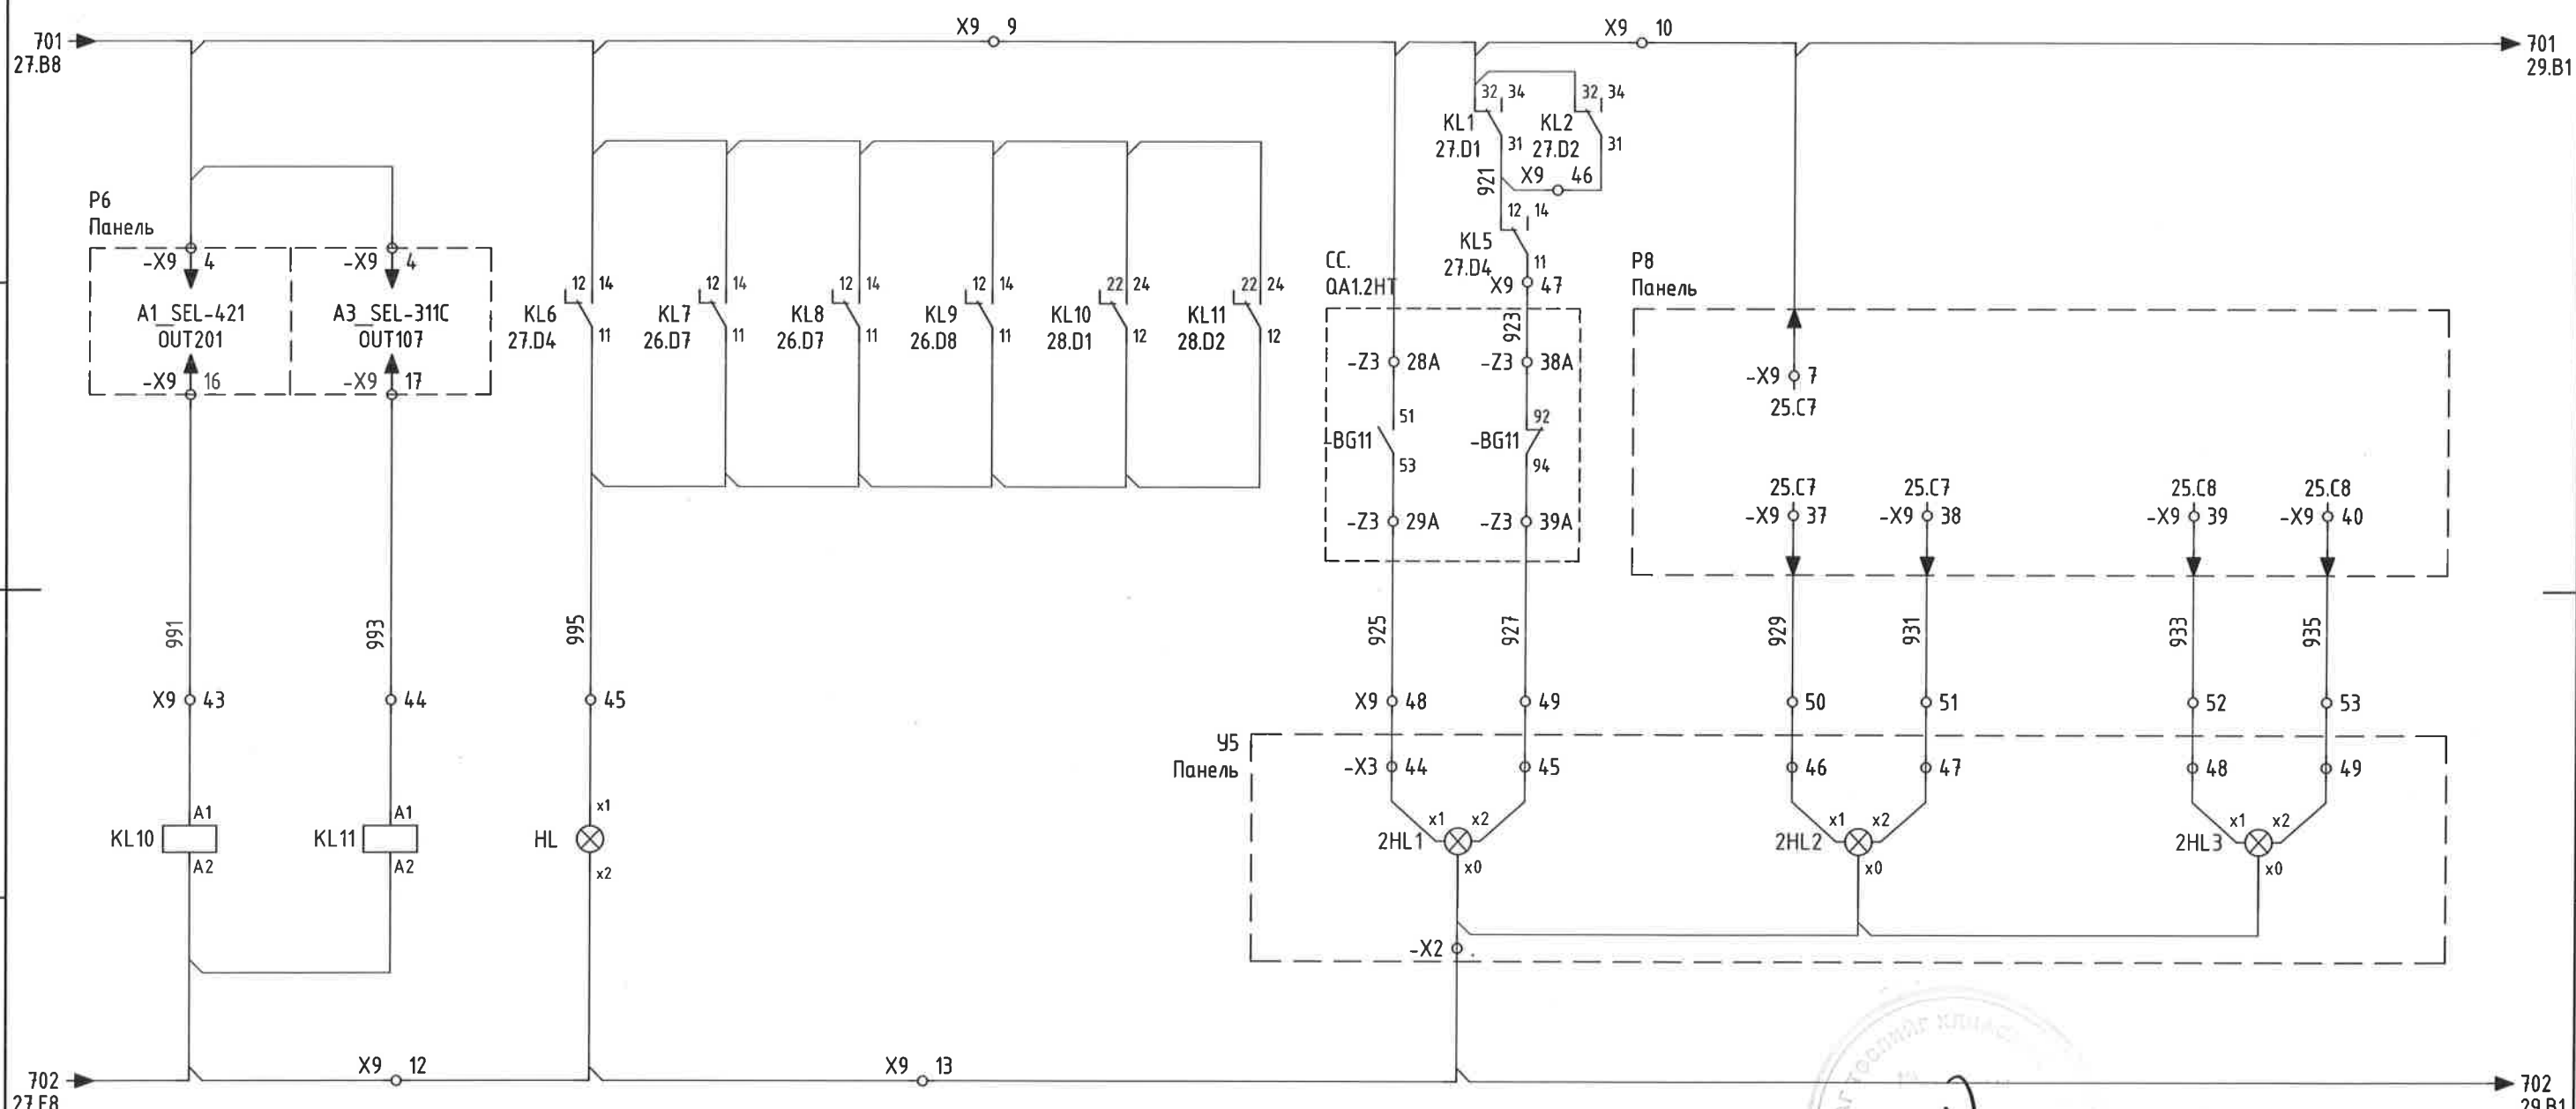 X9 9
X9 10
701
27.B8
701
29.B1
32 34
KL1
27.D1
31
32 34
KL2
27.D2
31
921
X9 46
12 14
KL5
27.D4
11
X9 47
P6
Панель
-X9 4
A1_SEL-421
OUT201
-X9 16
-X9 4
A3_SEL-311C
OUT107
-X9 17
12 14
KL6
27.D4
11
12 14
KL7
26.D7
11
12 14
KL8
26.D7
11
12 14
KL9
26.D8
11
22 24
KL10
28.D1
12
22 24
KL11
28.D2
12
СС.
QA1.2HT
923
-Z3 28A
-Z3 38A
51
-BG11
53
92
-BG11
94
-Z3 29A
-Z3 39A
P8
Панель
-X9 7
25.C7
25.C7
-X9 37
25.C7
-X9 38
25.C8
-X9 39
25.C8
-X9 40
991
993
995
925
927
929
931
933
935
X9 43
44
45
X9 48
49
50
51
52
53
У5
Панель
-X3 44
45
46
47
48
49
A1
KL10
A2
A1
KL11
A2
x1
HL
x2
x1 x2
2HL1
x0
x1 x2
2HL2
x0
x1 x2
2HL3
x0
-X2
X9 12
X9 13
702
27.E8
702
29.B1